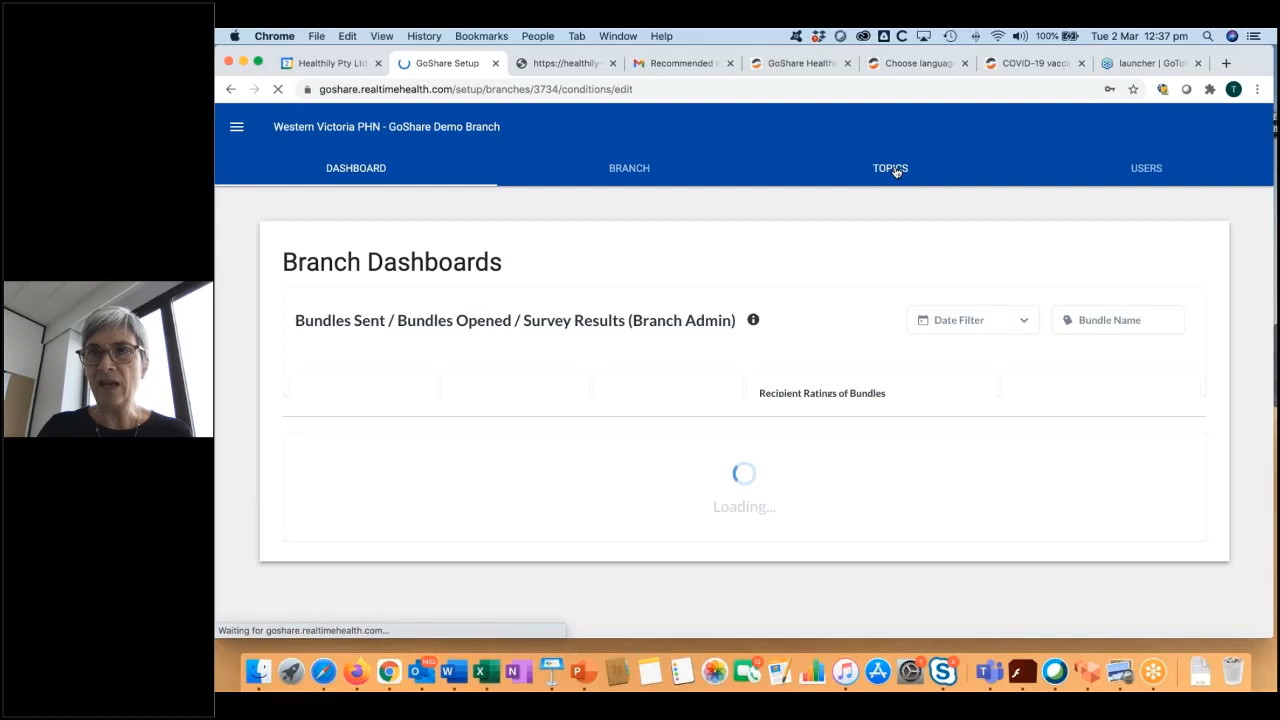 Chrome File Edit View History Bookmarks People Tab Window Help 100% Tue 2 Mar 12:37 pm
Healthily Pty Ltd GoShare Setup https://healthily- Recommended n GoShare Health Choose language COVID-19 vacci launcher | GoTo
goshare.realtimehealth.com/setup/branches/3734/conditions/edit T
Western Victoria PHN - GoShare Demo Branch
DASHBOARD BRANCH TOPICS USERS
Branch Dashboards
Bundles Sent / Bundles Opened / Survey Results (Branch Admin) Date Filter Bundle Name
Recipient Ratings of Bundles
Loading...
Waiting for goshare.realtimehealth.com...